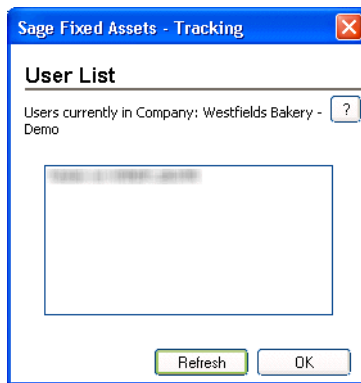 Sage Fixed Assets - Tracking
User List
Users currently in Company: Westfields Bakery -
Demo
?
Refresh
OK